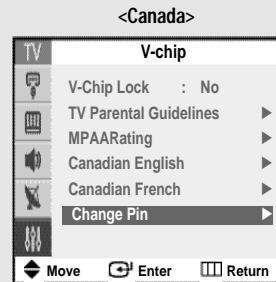 <Canada>
TV V-chip
V-Chip Lock : No
TV Parental Guidelines
MPAARating
Canadian English
Canadian French
Change Pin
Move Enter Return